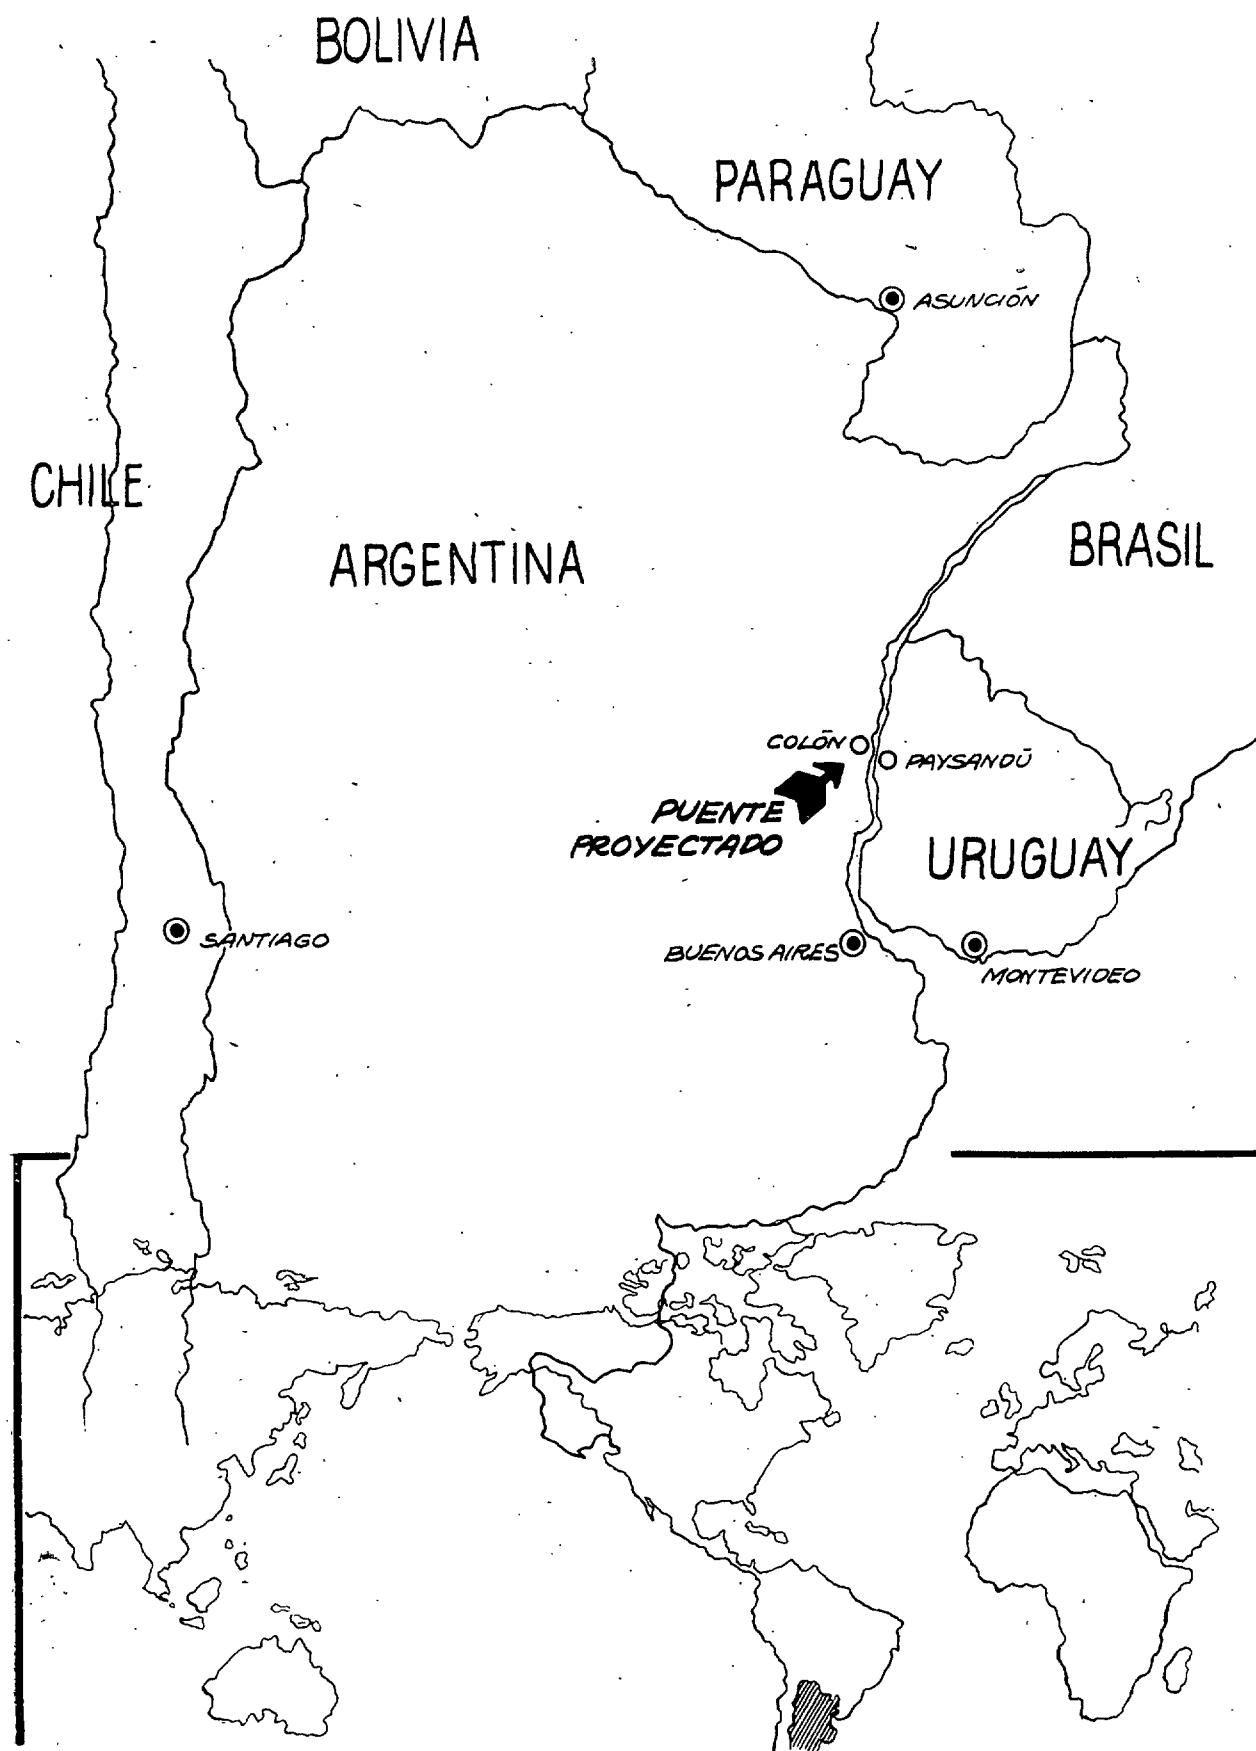 BOLIVIA
PARAGUAY
ASUNCIÓN
CHILE
ARGENTINA
BRASIL
COLÓN
PAYSANDÚ
PUENTE
PROYECTADO
URUGUAY
SANTIAGO
BUENOS AIRES
MONTEVIDEO